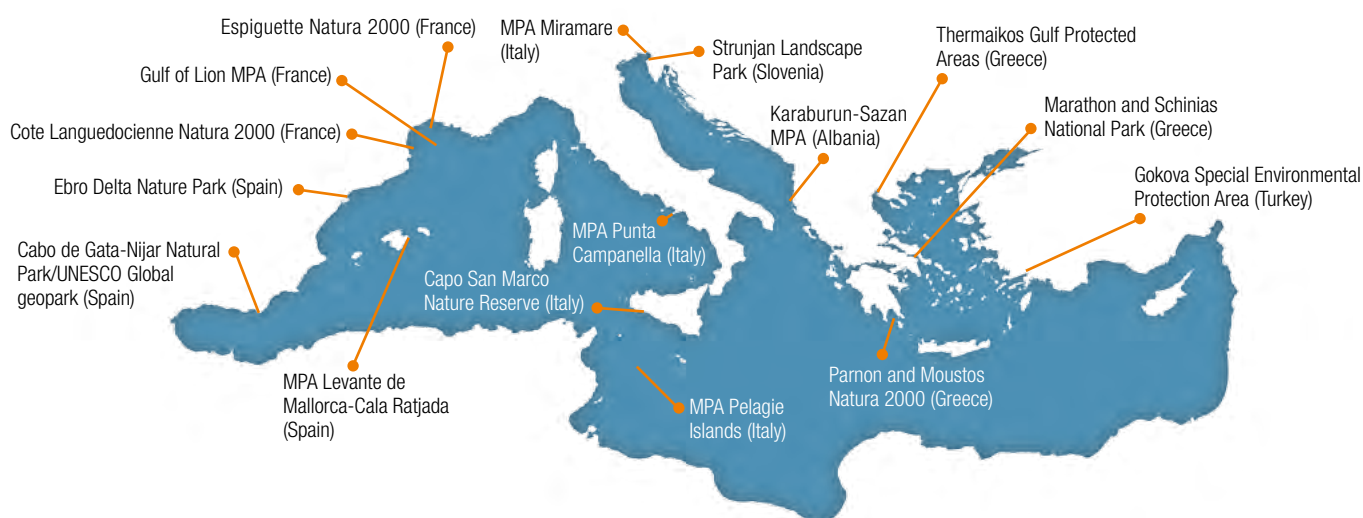 Espiguette Natura 2000 (France)
Gulf of Lion MPA (France)
Cote Languedocienne Natura 2000 (France)
Ebro Delta Nature Park (Spain)
Cabo de Gata-Nijar Natural
Park/UNESCO Global
geopark (Spain)
MPA Levante de
Mallorca-Cala Ratjada
(Spain)
MPA Miramare
(Italy)
Strunjan Landscape
Park (Slovenia)
Karaburun-Sazan
MPA (Albania)
MPA Punta
Campanella (Italy)
Capo San Marco
Nature Reserve (Italy)
MPA Pelagie
Islands (Italy)
Thermaikos Gulf Protected
Areas (Greece)
Marathon and Schinias
National Park (Greece)
Gokova Special Environmental
Protection Area (Turkey)
Parnon and Moustos
Natura 2000 (Greece)